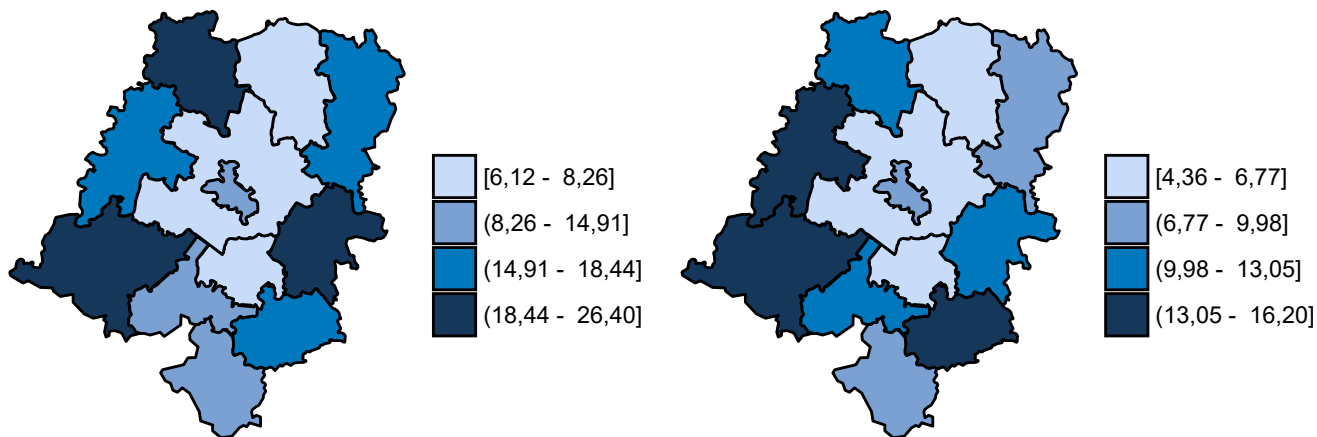 [6,12 - 8,26]
(8,26 - 14,91]
(14,91 - 18,44]
(18,44 - 26,40]
[4,36 - 6,77]
(6,77 - 9,98]
(9,98 - 13,05]
(13,05 - 16,20]